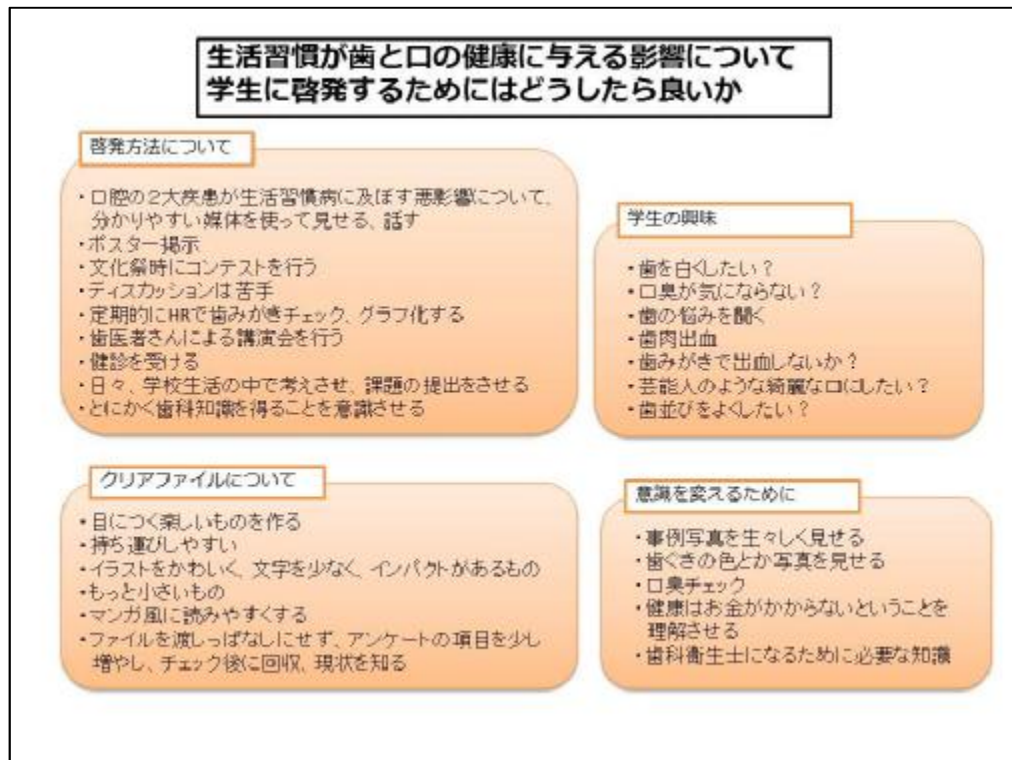 生活習慣が歯と口の健康に与える影響について
学生に啓発するためにはどうしたら良いか
啓発方法について
・口腔の２大疾患が生活習慣病に及ぼす悪影響について、
分かりやすい媒体を使って見せる、話す
・ポスター掲示
・文化祭時にコンテストを行う
・ディスカッションは苦手
・定期的にHRで歯みがきチェック、グラフ化する
・歯医者さんによる講演会を行う
・健診を受ける
・日々、学校生活の中で考えさせ、課題の提出をさせる
・とにかく歯科知識を得ることを意識させる
学生の興味
・歯を白くしたい？
・口臭が気にならない？
・歯の悩みを聞く
・歯肉出血
・歯みがきで出血しないか？
・芸能人のような綺麗な口にしたい？
・歯並びをよくしたい？
クリアファイルについて
・目につく楽しいものを作る
・持ち運びしやすい
・イラストをかわいく、文字を少なく、インパクトがあるもの
・もっと小さいもの
・マンガ風に読みやすくする
・ファイルを渡しっぱなしにせず、アンケートの項目を少し
増やし、チェック後に回収、現状を知る
意識を変えるために
・事例写真を生々しく見せる
・歯ぐきの色とか写真を見せる
・口臭チェック
・健康はお金がかからないということを
理解させる
・歯科衛生士になるために必要な知識